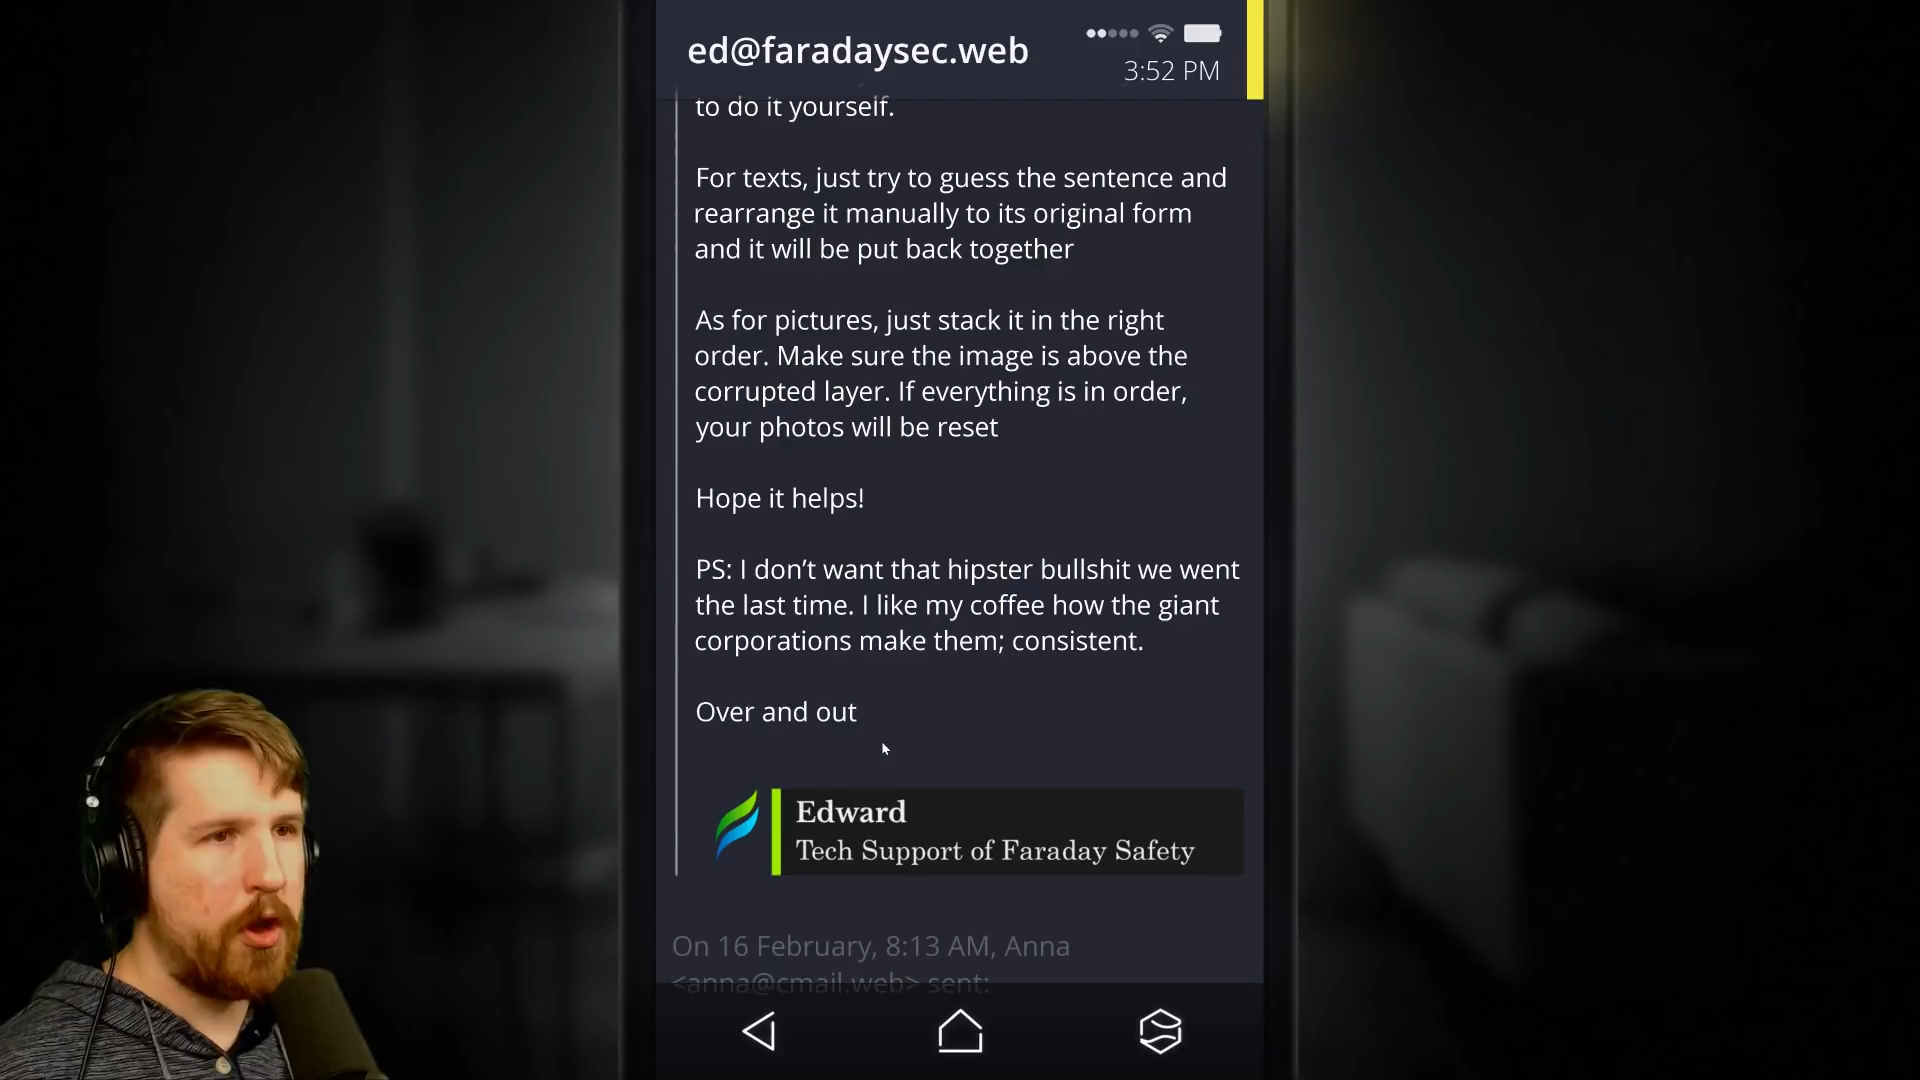 ed@faradaysec.web
3:52 PM
to do it yourself.
For texts, just try to guess the sentence and
rearrange it manually to its original form
and it will be put back together
As for pictures, just stack it in the right
order. Make sure the image is above the
corrupted layer. If everything is in order,
your photos will be reset
Hope it helps!
PS: I don’t want that hipster bullshit we went
the last time. I like my coffee how the giant
corporations make them; consistent.
Over and out
Edward
Tech Support of Faraday Safety
On 16 February, 8:13 AM, Anna
<anna@cmail.web> sent: